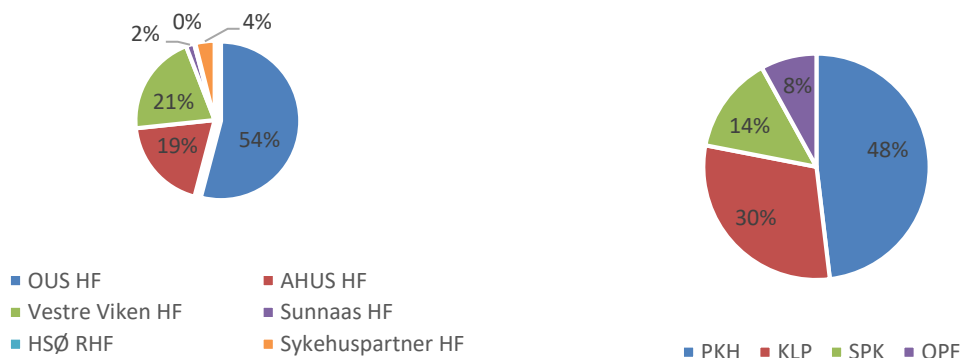 0% 4%
2%
21%
19%
54%
OUS HF AHUS HF
Vestre Viken HF Sunnaas HF
HSØ RHF Sykehuspartner HF
8%
14%
48%
30%
PKH KLP SPK OPF